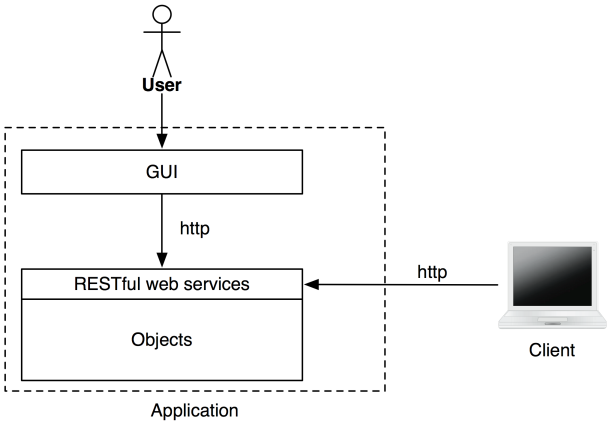 User
GUI
http
RESTful web services
http
Objects
Client
Application